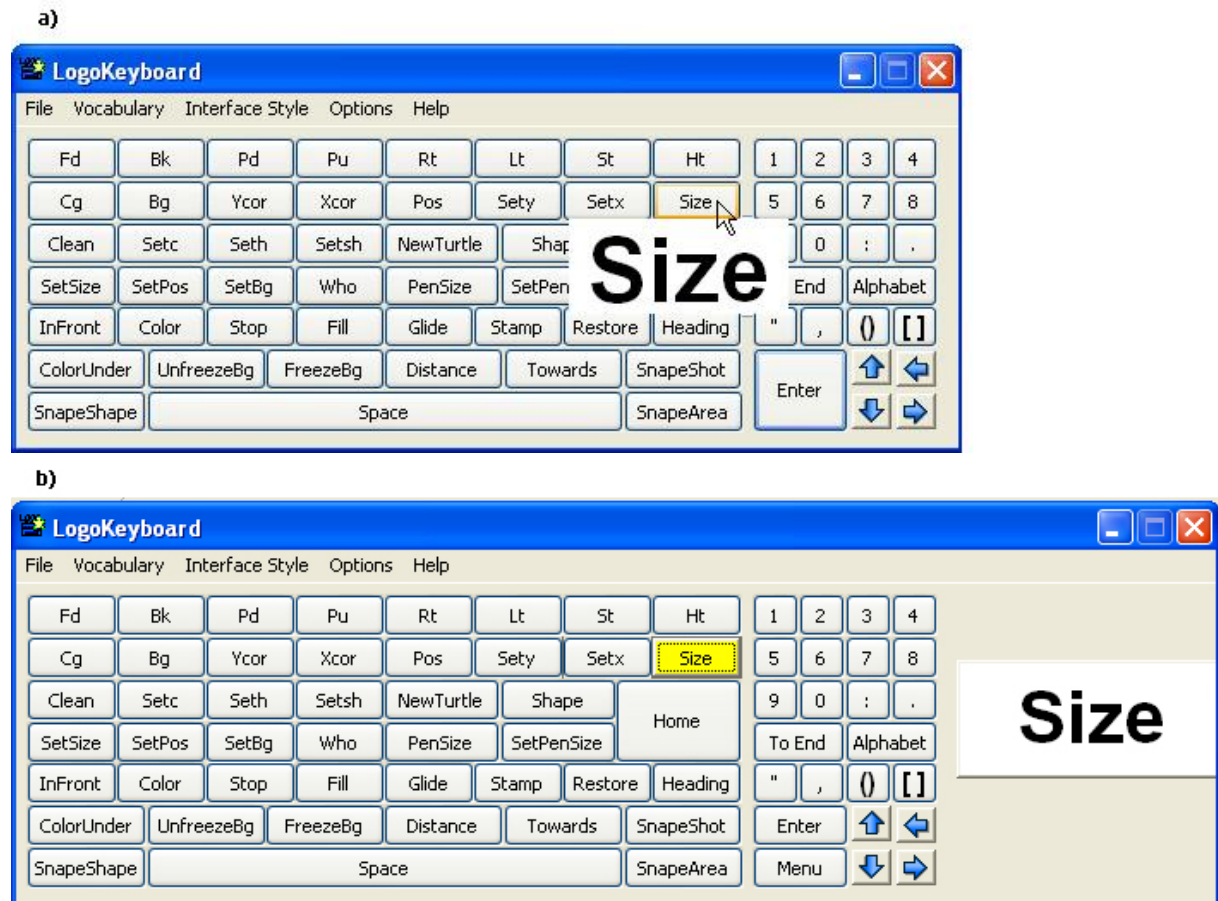 a)
LogoKeyboard
File Vocabulary Interface Style Options Help
Fd Bk Pd Pu Rt Lt St Ht 1 2 3 4
Cg Bg Ycor Xcor Pos Sety Setx Size 5 6 7 8
Clean Setc Seth Setsh NewTurtle Shap 0 : .
Size
SetSize SetPos SetBg Who PenSize SetPen End Alphabet
InFront Color Stop Fill Glide Stamp Restore Heading " , () []
ColorUnder UnfreezeBg FreezeBg Distance Towards SnapeShot Enter
SnapeShape Space SnapeArea
b)
LogoKeyboard
File Vocabulary Interface Style Options Help
Fd Bk Pd Pu Rt Lt St Ht 1 2 3 4
Cg Bg Ycor Xcor Pos Sety Setx Size 5 6 7 8
Clean Setc Seth Setsh NewTurtle Shape Home 9 0 : .
Size
SetSize SetPos SetBg Who PenSize SetPenSize To End Alphabet
InFront Color Stop Fill Glide Stamp Restore Heading " , () []
ColorUnder UnfreezeBg FreezeBg Distance Towards SnapeShot Enter
SnapeShape Space SnapeArea Menu